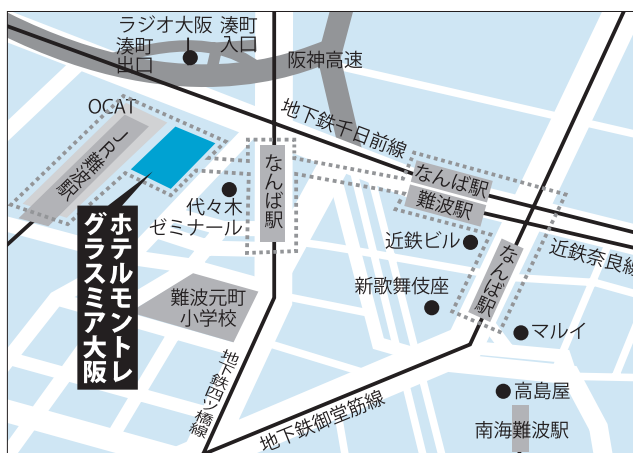 ラジオ大阪
湊町
入口
湊町
出口
阪神高速
OCAT
地下鉄千日前線
JR難波駅
なんば駅
なんば駅
難波駅
代々木
ゼミナール
近鉄ビル
近鉄奈良線
ホテルモントレ
グラスミア大阪
なんば駅
新歌舞伎座
難波元町
小学校
マルイ
地下鉄四ツ橋線
地下鉄御堂筋線
高島屋
南海難波駅